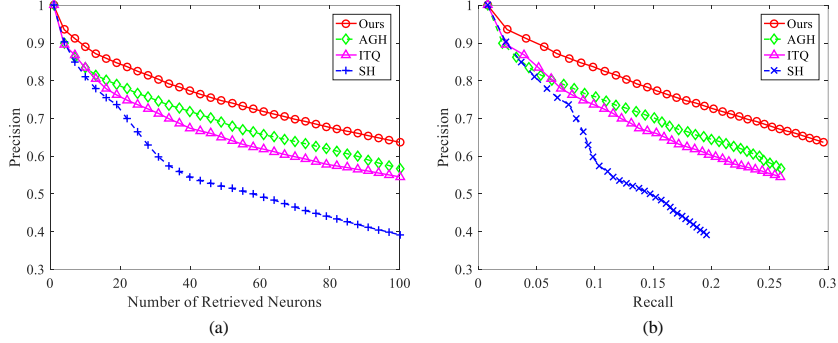 1
0.9
0.8
0.7
0.6
0.5
0.4
0.3
Precision
0 20 40 60 80 100
Number of Retrieved Neurons
Ours
AGH
ITQ
SH
(a)
1
0.9
0.8
0.7
0.6
0.5
0.4
0.3
Precision
0 0.05 0.1 0.15 0.2 0.25 0.3
Recall
Ours
AGH
ITQ
SH
(b)